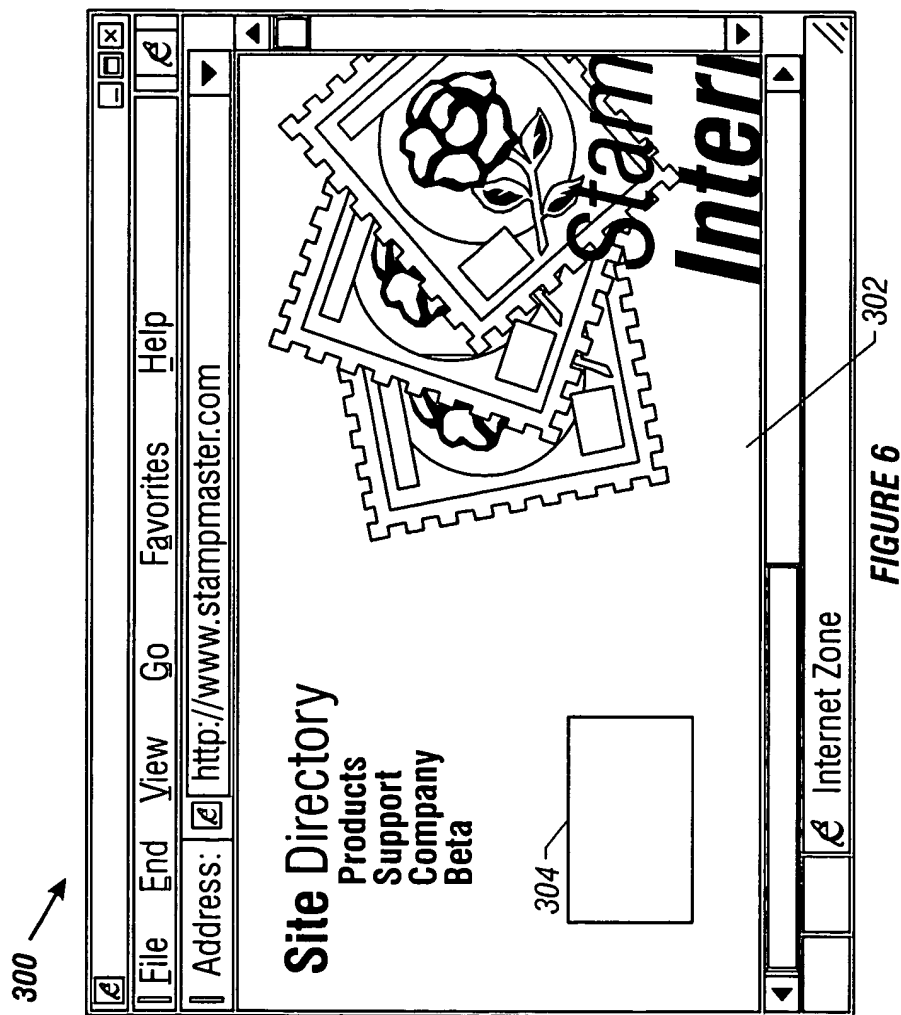 300
File End View Go Favorites Help
Address: http://www.stampmaster.com
Site Directory
Products
Support
Company
Beta
304
Stam
Inter
Internet Zone
302
FIGURE 6